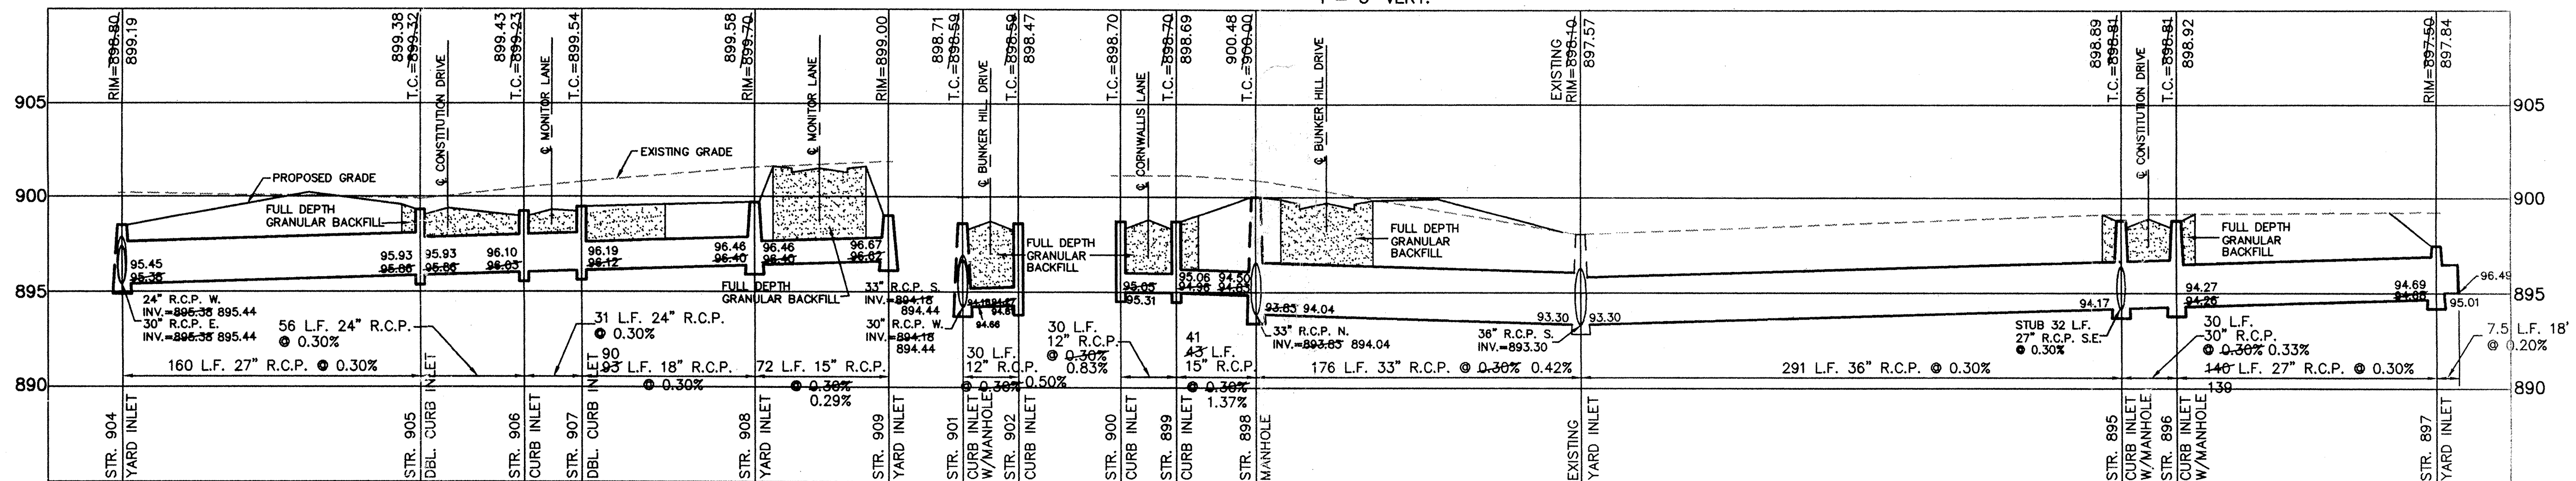 1"= 5' VERT.
RIM=898.80
899.19
899.38
T.C.=899.32
℄ CONSTITUTION DRIVE
899.43
T.C.=899.23
℄ MONITOR LANE
T.C.=899.54
899.58
RIM=899.70
℄ MONITOR LANE
RIM=899.00
898.71
T.C.=898.59
℄ BUNKER HILL DRIVE
T.C.=898.59
898.47
T.C.=898.70
℄ CORNWALLIS LANE
T.C.=898.70
898.69
900.48
T.C.=900.00
℄ BUNKER HILL DRIVE
EXISTING
RIM=898.10
897.57
898.89
T.C.=898.81
℄ CONSTITUTION DRIVE
T.C.=898.81
898.92
RIM=897.50
897.84
905
905
EXISTING GRADE
PROPOSED GRADE
900
900
FULL DEPTH
GRANULAR BACKFILL
FULL DEPTH
GRANULAR BACKFILL
FULL DEPTH
GRANULAR
BACKFILL
FULL DEPTH
GRANULAR
BACKFILL
FULL DEPTH
GRANULAR
BACKFILL
95.45
95.38
95.93
95.86
95.93
95.86
96.10
96.03
96.19
96.12
96.46
96.40
96.46
96.40
96.67
96.62
94.18
94.66
95.05
95.31
95.06
94.96
94.50
94.83
93.83 94.04
93.30
93.30
94.17
94.27
94.26
94.69
94.68
96.49
95.01
895
895
24" R.C.P. W.
INV.=895.38 895.44
30" R.C.P. E.
INV.=895.38 895.44
33" R.C.P. S.
INV.=894.18
894.44
30" R.C.P. W.
INV.=894.18
894.44
33" R.C.P. N.
INV.=893.83 894.04
36" R.C.P. S.
INV.=893.30
STUB 32 L.F.
27" R.C.P. S.E.
@ 0.30%
160 L.F. 27" R.C.P. @ 0.30%
56 L.F. 24" R.C.P.
@ 0.30%
31 L.F. 24" R.C.P.
@ 0.30%
90
93 L.F. 18" R.C.P.
@ 0.30%
72 L.F. 15" R.C.P.
@ 0.30%
0.29%
30 L.F.
12" R.C.P.
@ 0.30% 0.50%
30 L.F.
12" R.C.P.
@ 0.30%
0.83%
41
43 L.F.
15" R.C.P.
@ 0.30%
1.37%
176 L.F. 33" R.C.P. @ 0.30% 0.42%
291 L.F. 36" R.C.P. @ 0.30%
30 L.F.
30" R.C.P.
@ 0.30% 0.33%
140 L.F. 27" R.C.P. @ 0.30%
139
7.5 L.F. 18'
@ 0.20%
890
890
STR. 904
YARD INLET
STR. 905
DBL. CURB INLET
STR. 906
CURB INLET
STR. 907
DBL. CURB INLET
STR. 908
YARD INLET
STR. 909
YARD INLET
STR. 901
CURB INLET
W/MANHOLE
STR. 902
CURB INLET
STR. 900
CURB INLET
STR. 899
CURB INLET
STR. 898
MANHOLE
EXISTING
YARD INLET
STR. 895
CURB INLET
W/MANHOLE
STR. 896
CURB INLET
W/MANHOLE
STR. 897
YARD INLET